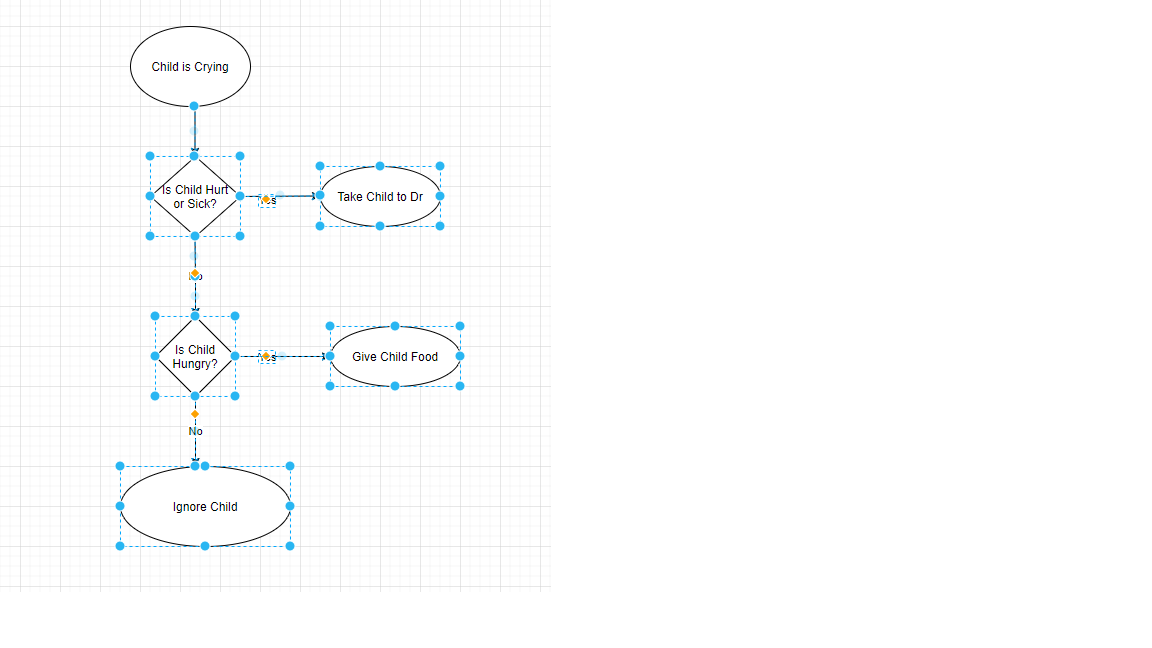 Child is Crying
Is Child Hurt
or Sick?
Yes
Take Child to Dr
No
Is Child
Hungry?
Yes
Give Child Food
No
Ignore Child